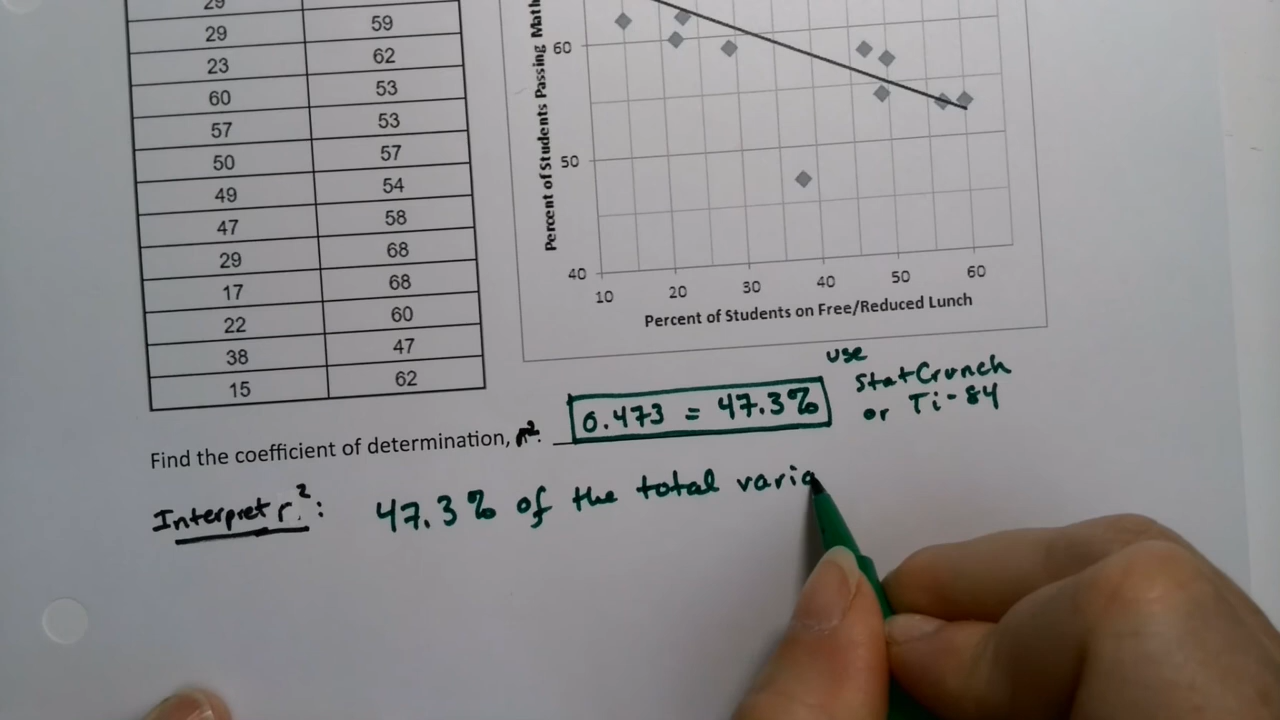 29
29 59
23 62
60 53
57 53
50 57
49 54
47 58
29 68
17 68
22 60
38 47
15 62
Percent of Students Passing Math
60
50
40
10 20 30 40 50 60
Percent of Students on Free/Reduced Lunch
use
StatCrunch
or Ti-84
Find the coefficient of determination, r². 0.473 = 47.3%
Interpret r²: 47.3% of the total varia